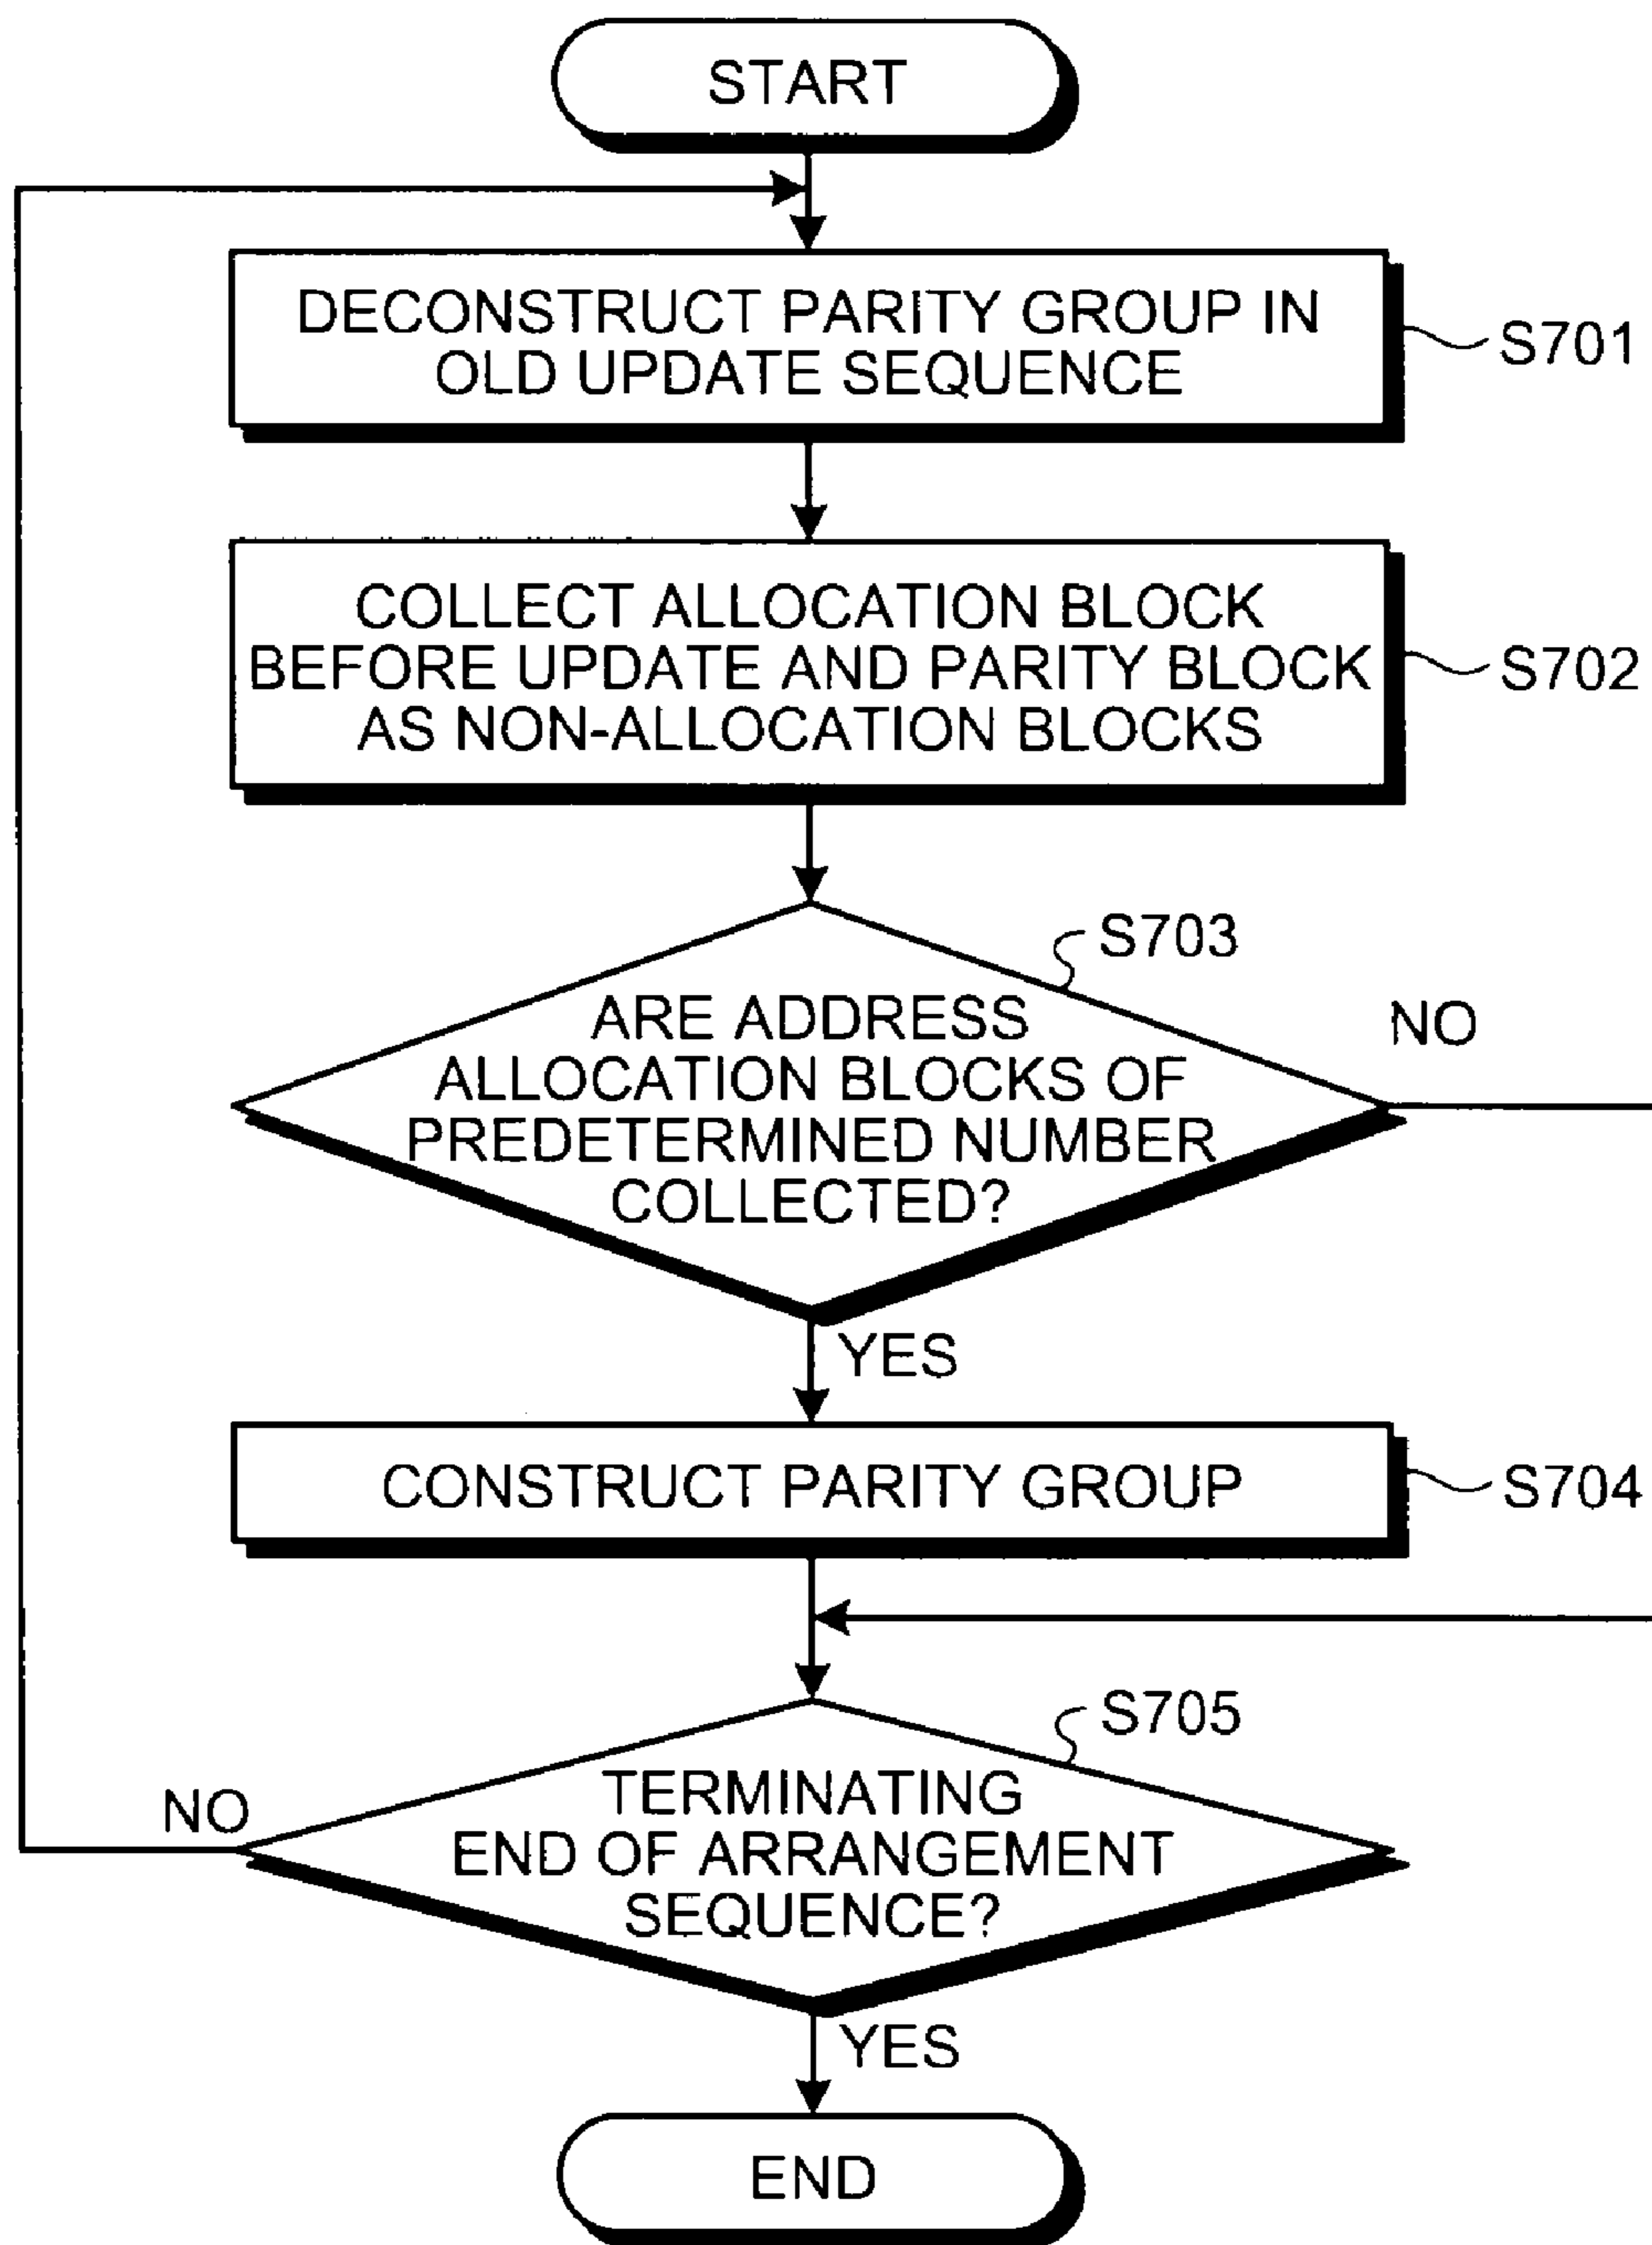 START
DECONSTRUCT PARITY GROUP IN
OLD UPDATE SEQUENCE
S701
COLLECT ALLOCATION BLOCK
BEFORE UPDATE AND PARITY BLOCK
AS NON-ALLOCATION BLOCKS
S702
S703
ARE ADDRESS
ALLOCATION BLOCKS OF
PREDETERMINED NUMBER
COLLECTED?
NO
YES
CONSTRUCT PARITY GROUP
S704
S705
TERMINATING
END OF ARRANGEMENT
SEQUENCE?
NO
YES
END